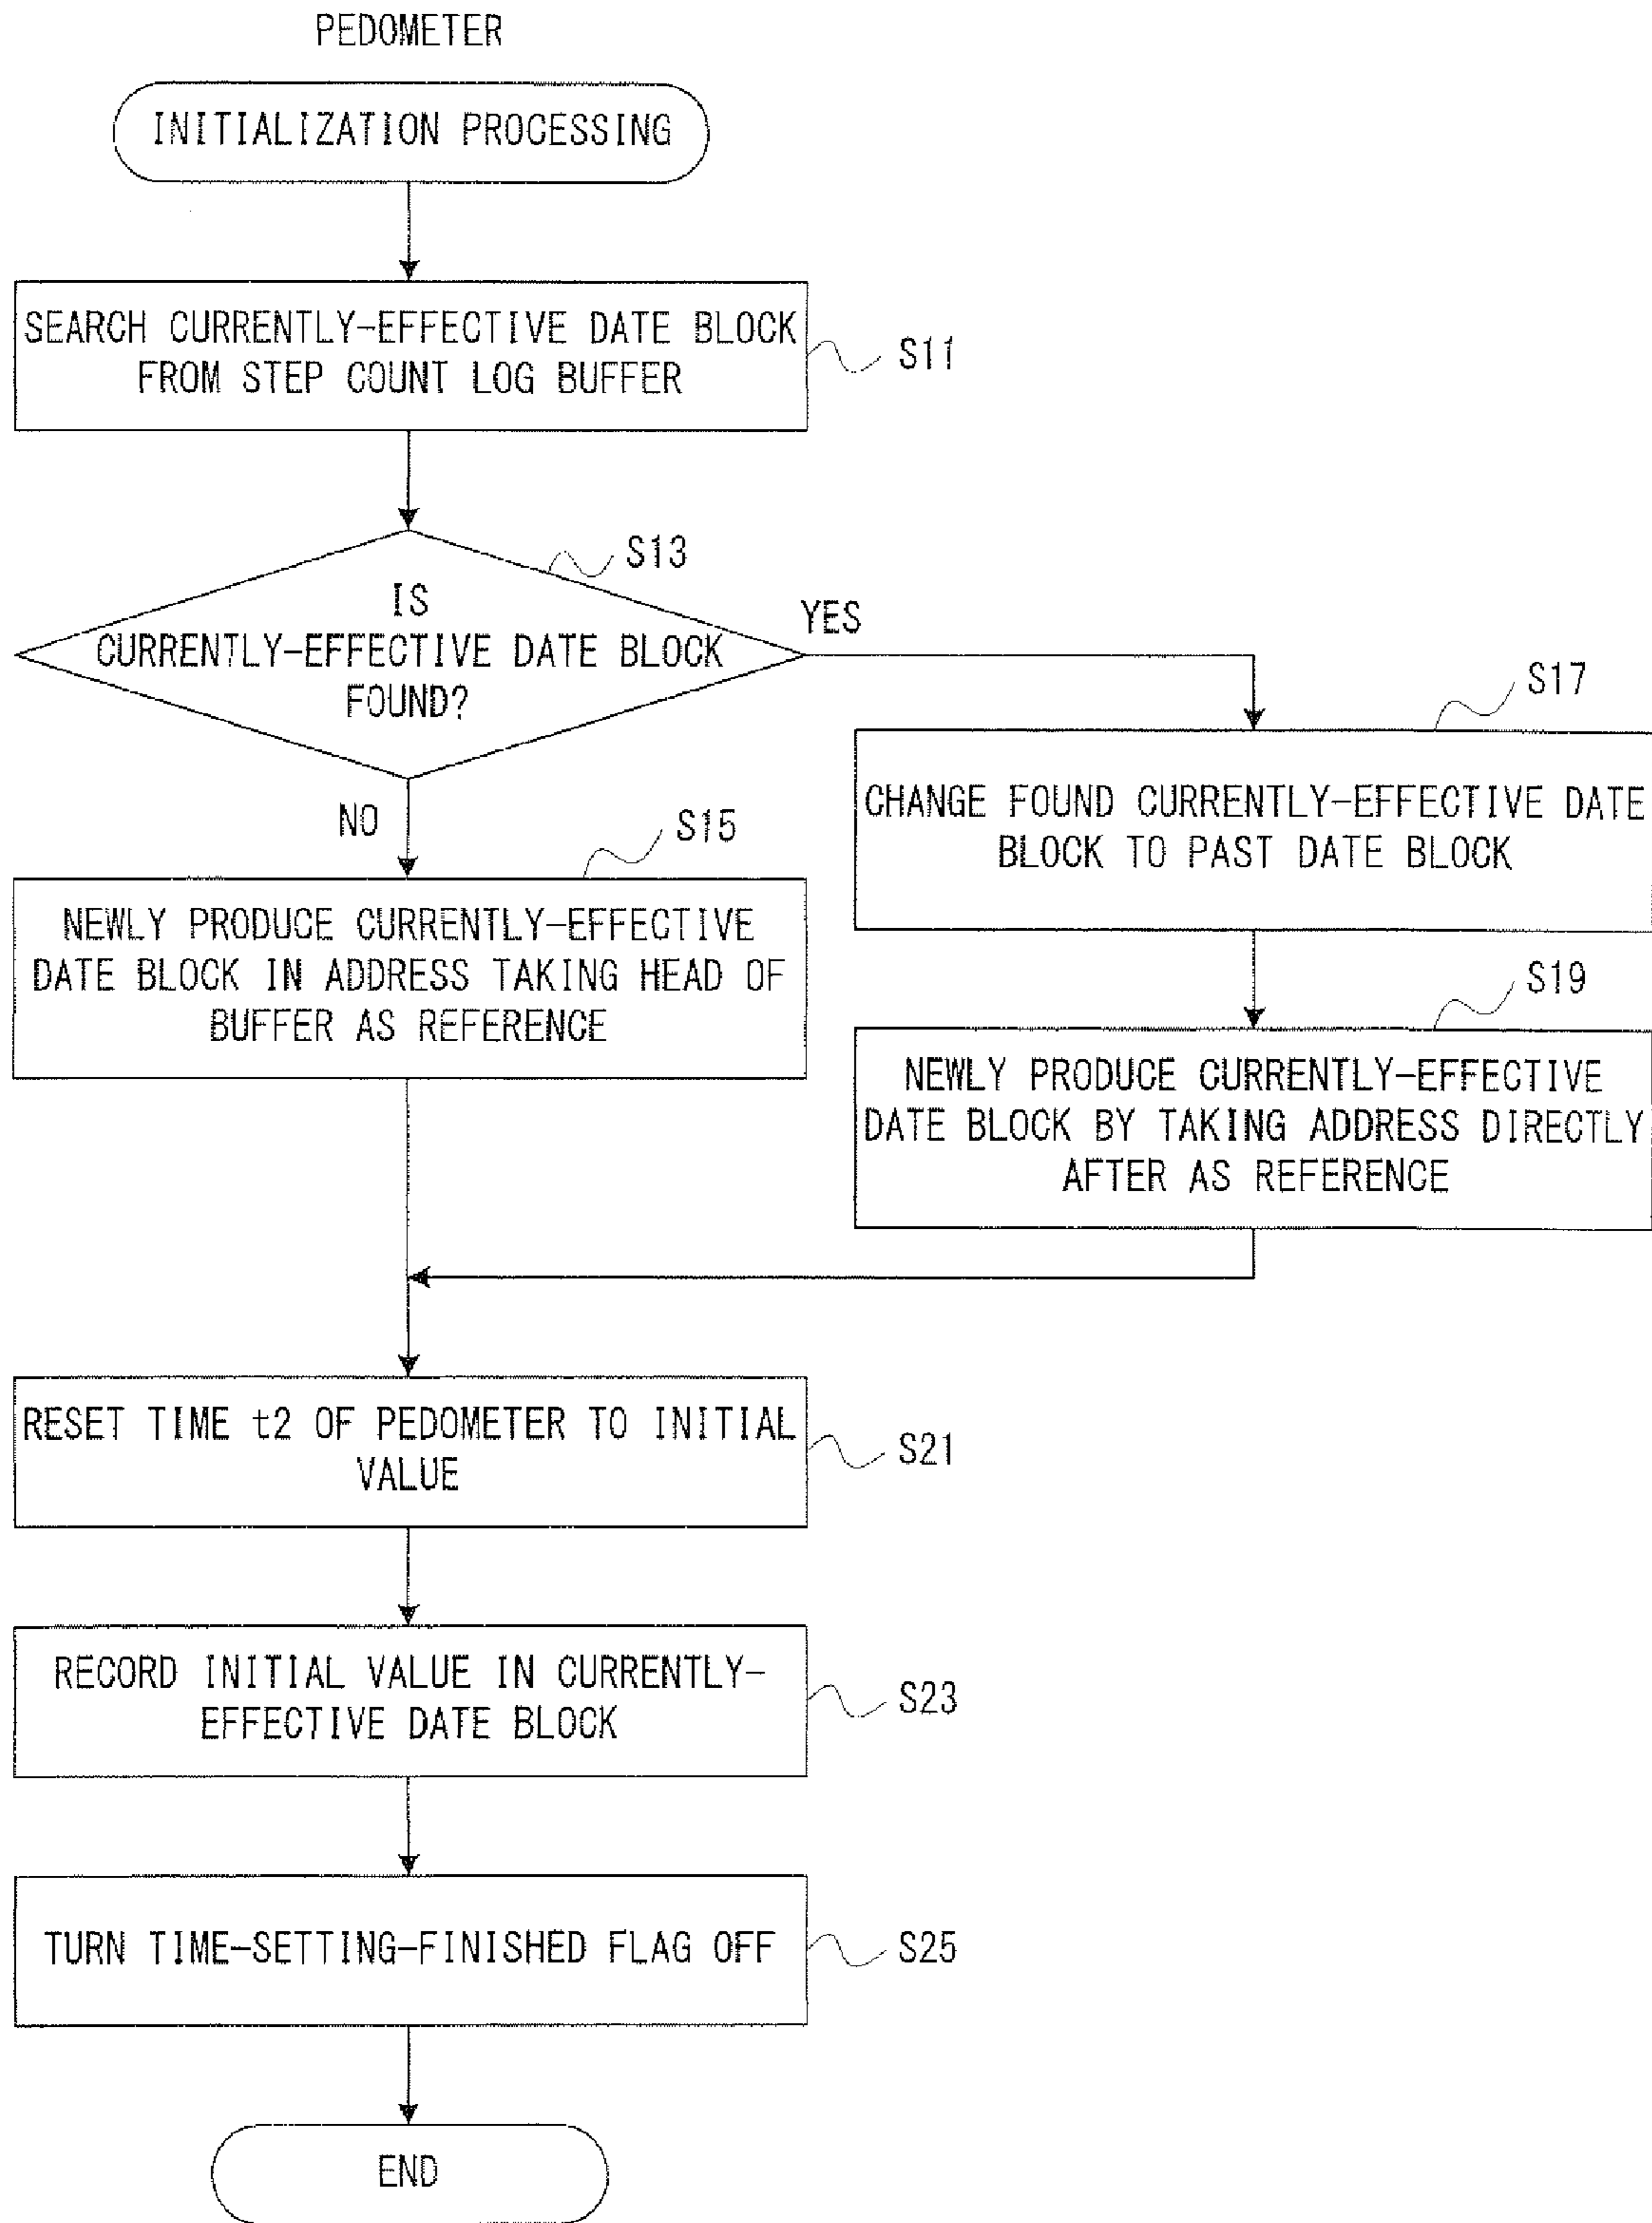 PEDOMETER
INITIALIZATION PROCESSING
SEARCH CURRENTLY-EFFECTIVE DATE BLOCK
FROM STEP COUNT LOG BUFFER
S11
S13
IS
CURRENTLY-EFFECTIVE DATE BLOCK
FOUND?
YES
NO
S17
CHANGE FOUND CURRENTLY-EFFECTIVE DATE
BLOCK TO PAST DATE BLOCK
S15
NEWLY PRODUCE CURRENTLY-EFFECTIVE
DATE BLOCK IN ADDRESS TAKING HEAD OF
BUFFER AS REFERENCE
S19
NEWLY PRODUCE CURRENTLY-EFFECTIVE
DATE BLOCK BY TAKING ADDRESS DIRECTLY
AFTER AS REFERENCE
RESET TIME t2 OF PEDOMETER TO INITIAL
VALUE
S21
RECORD INITIAL VALUE IN CURRENTLY-
EFFECTIVE DATE BLOCK
S23
TURN TIME-SETTING-FINISHED FLAG OFF
S25
END